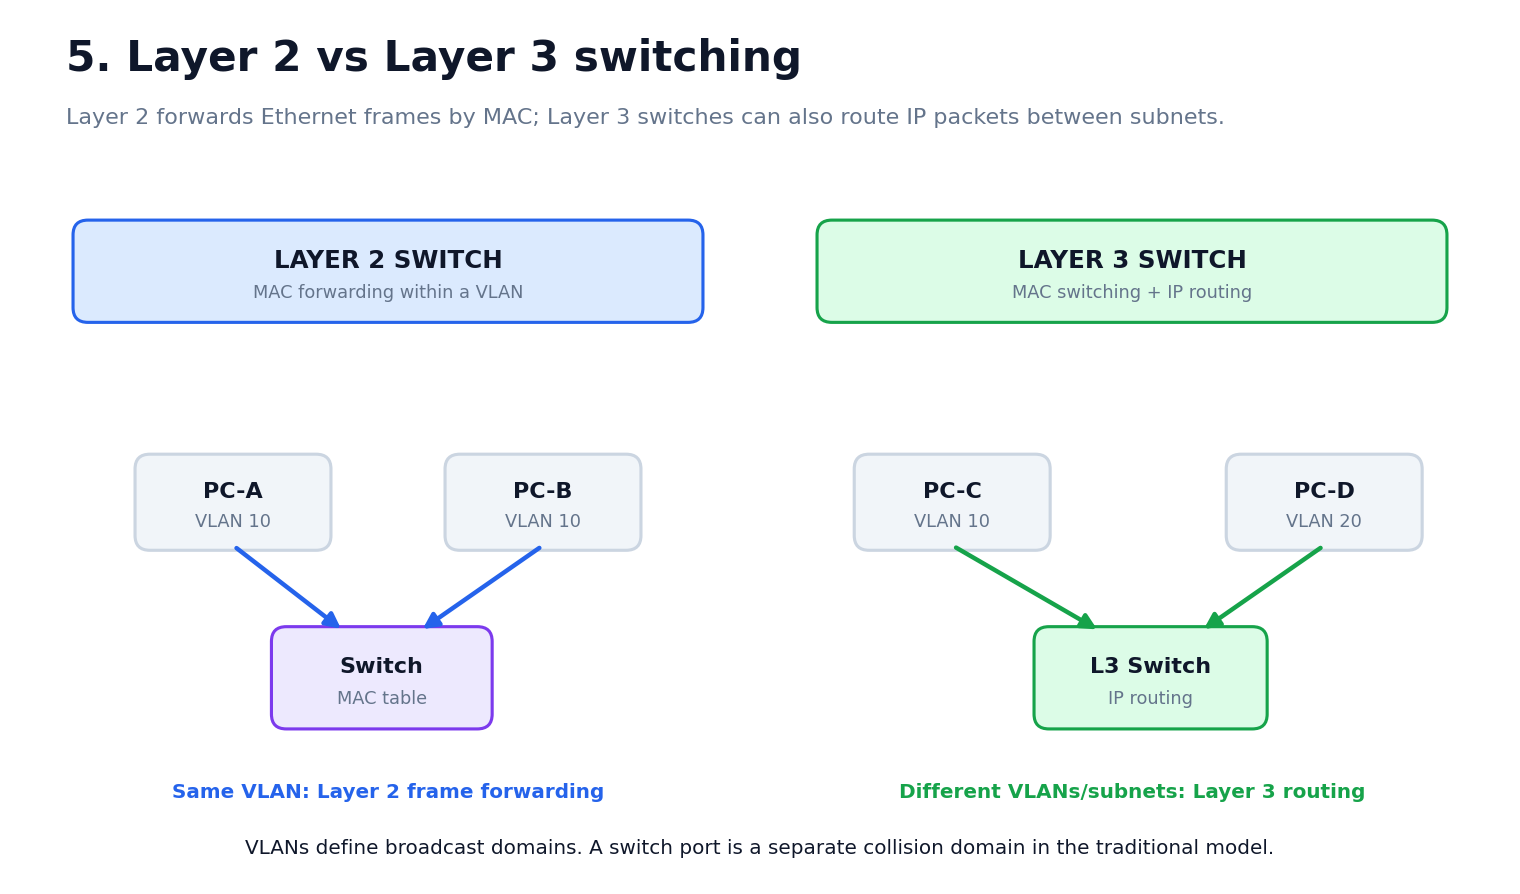 5. Layer 2 vs Layer 3 switching
Layer 2 forwards Ethernet frames by MAC; Layer 3 switches can also route IP packets between subnets.
LAYER 2 SWITCH
MAC forwarding within a VLAN
LAYER 3 SWITCH
MAC switching + IP routing
PC-A
VLAN 10
PC-B
VLAN 10
PC-C
VLAN 10
PC-D
VLAN 20
Switch
MAC table
L3 Switch
IP routing
Same VLAN: Layer 2 frame forwarding
Different VLANs/subnets: Layer 3 routing
VLANs define broadcast domains. A switch port is a separate collision domain in the traditional model.